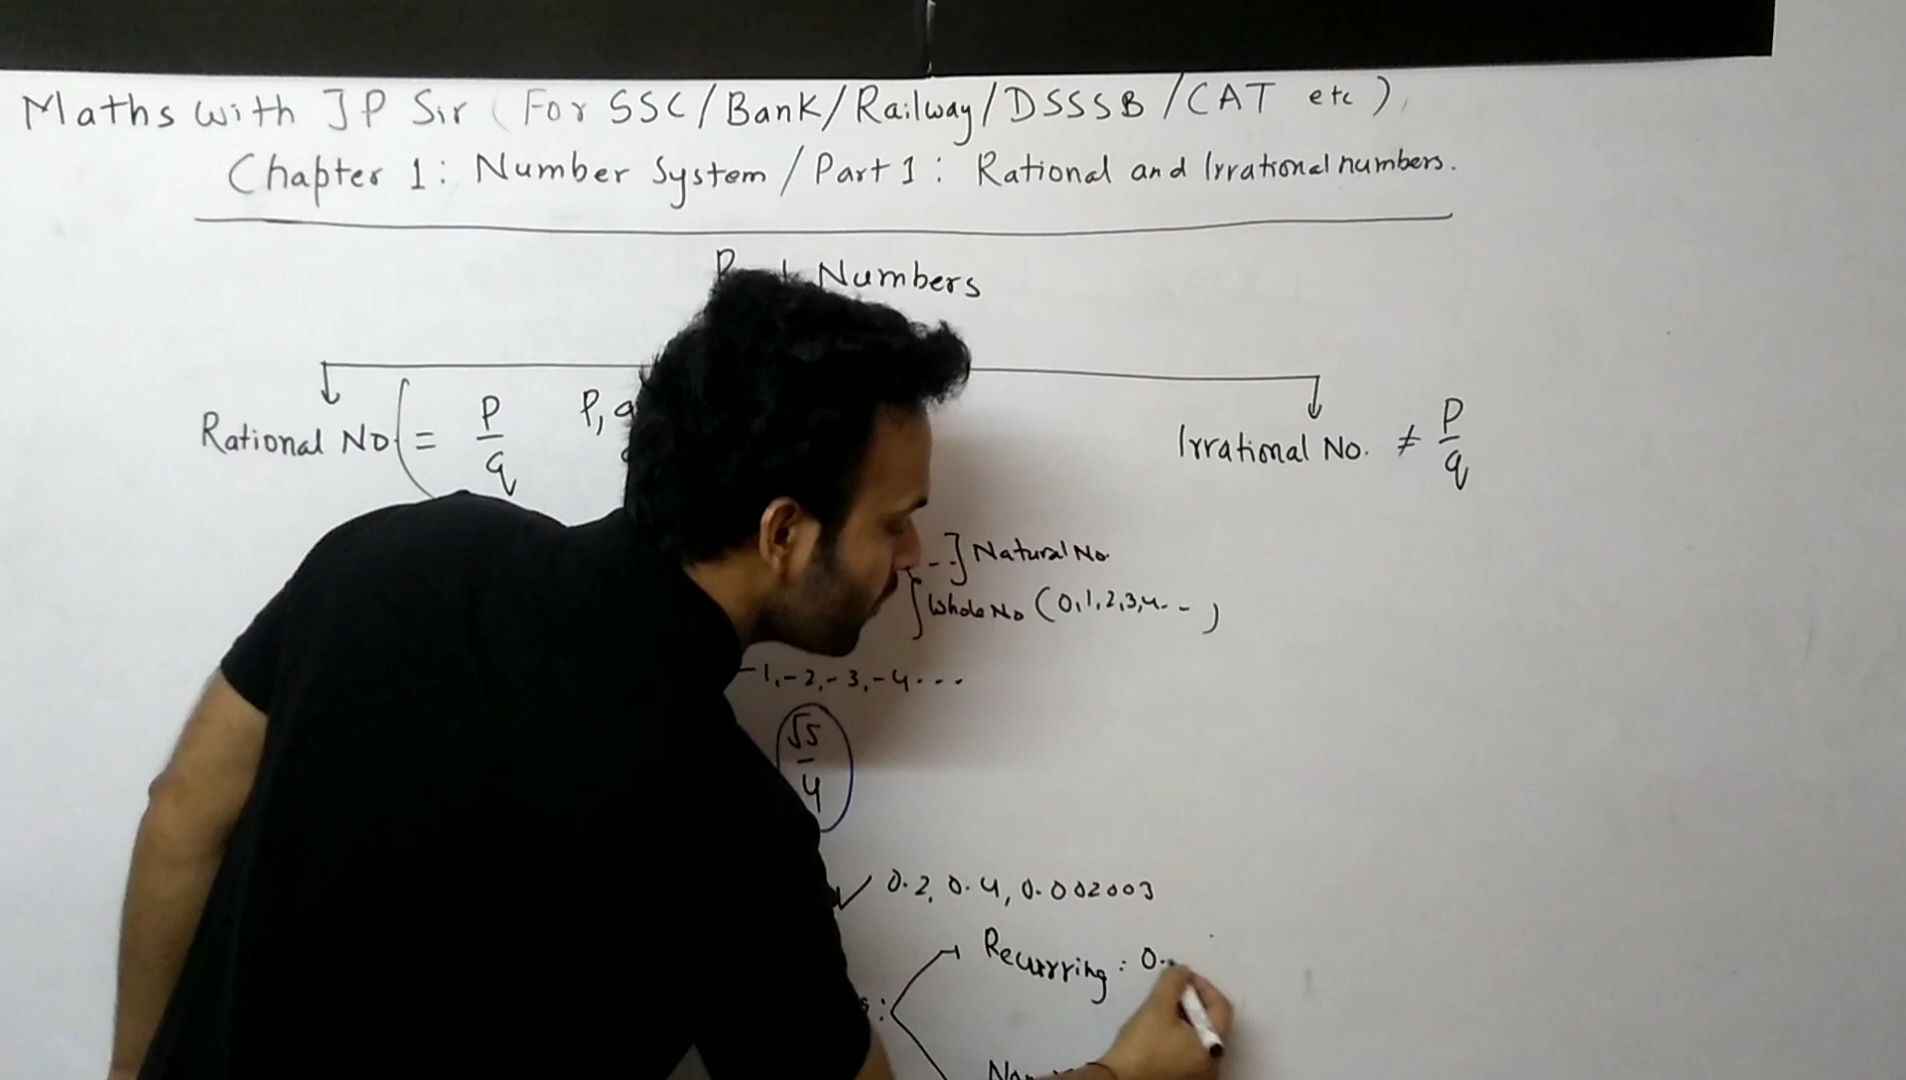 Maths with JP Sir (For SSC/Bank/Railway/DSSSB/CAT etc)
Chapter 1: Number System/Part 1: Rational and Irrational numbers.
Numbers
Rational No = P/q P, q
Irrational No. ≠ P/q
--] Natural No.
Whole No (0,1,2,3,4-- )
-1,-2,-3,-4...
√5/4
✓ 0.2, 0.4, 0.002003
Recurring: 0.